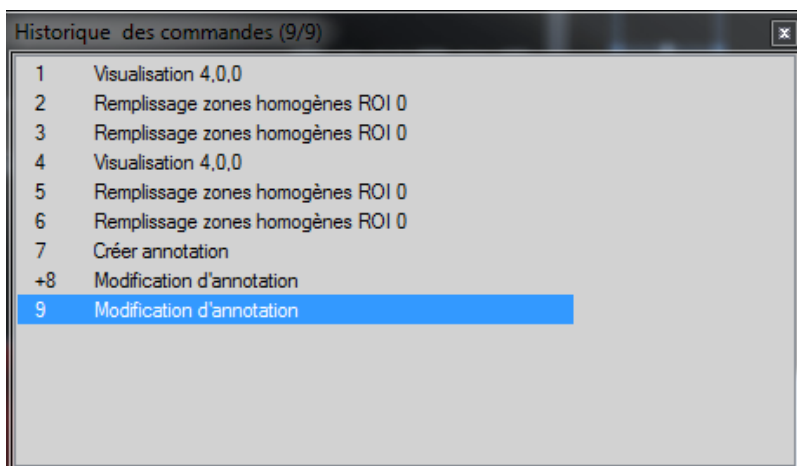 Historique des commandes (9/9)
1 Visualisation 4,0,0
2 Remplissage zones homogènes ROI 0
3 Remplissage zones homogènes ROI 0
4 Visualisation 4,0,0
5 Remplissage zones homogènes ROI 0
6 Remplissage zones homogènes ROI 0
7 Créer annotation
+8 Modification d'annotation
9 Modification d'annotation